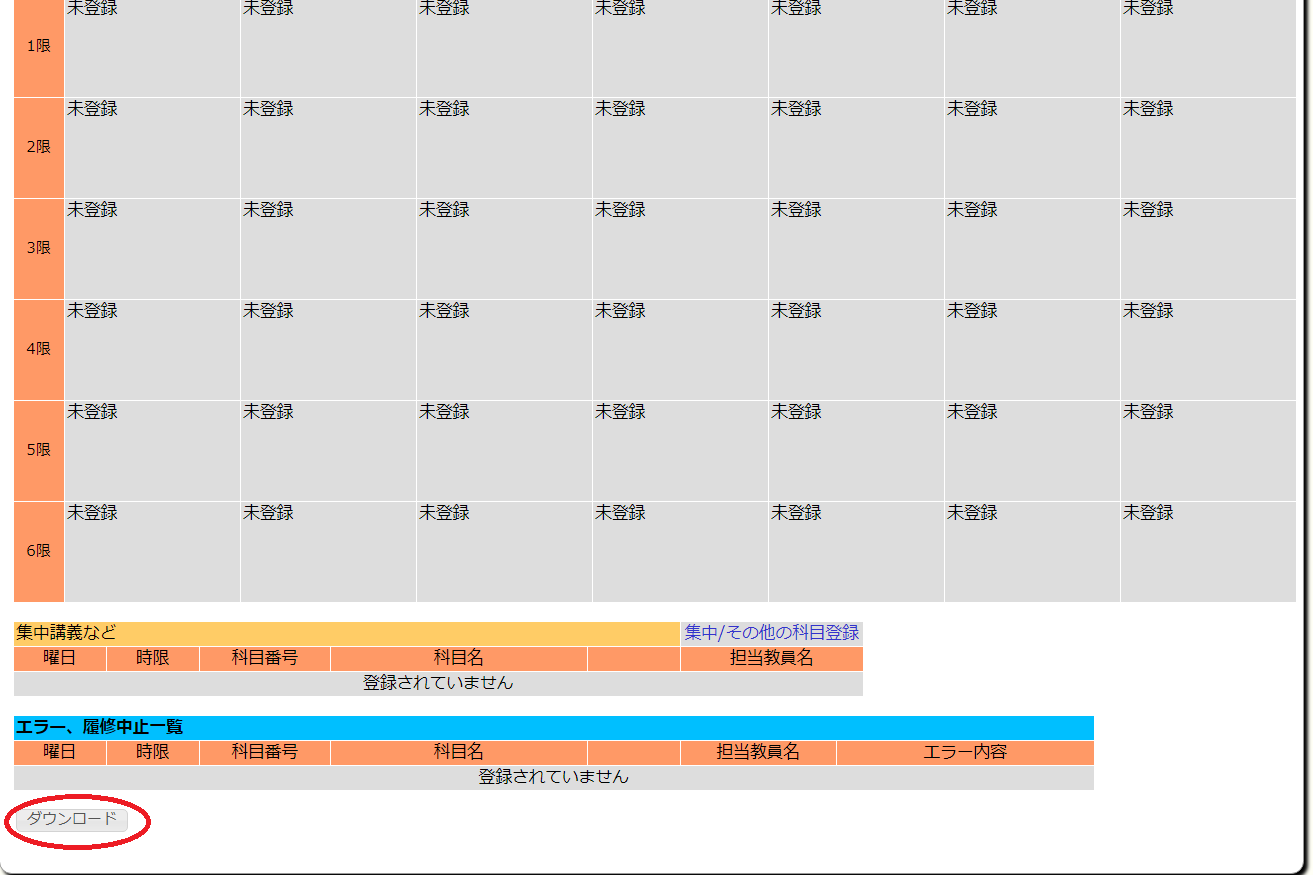 未登録 未登録 未登録 未登録 未登録 未登録 未登録
1限
未登録 未登録 未登録 未登録 未登録 未登録 未登録
2限
未登録 未登録 未登録 未登録 未登録 未登録 未登録
3限
未登録 未登録 未登録 未登録 未登録 未登録 未登録
4限
未登録 未登録 未登録 未登録 未登録 未登録 未登録
5限
未登録 未登録 未登録 未登録 未登録 未登録 未登録
6限
集中講義など 集中/その他の科目登録
曜日 時限 科目番号 科目名 担当教員名
登録されていません
エラー、履修中止一覧
曜日 時限 科目番号 科目名 担当教員名 エラー内容
登録されていません
ダウンロード